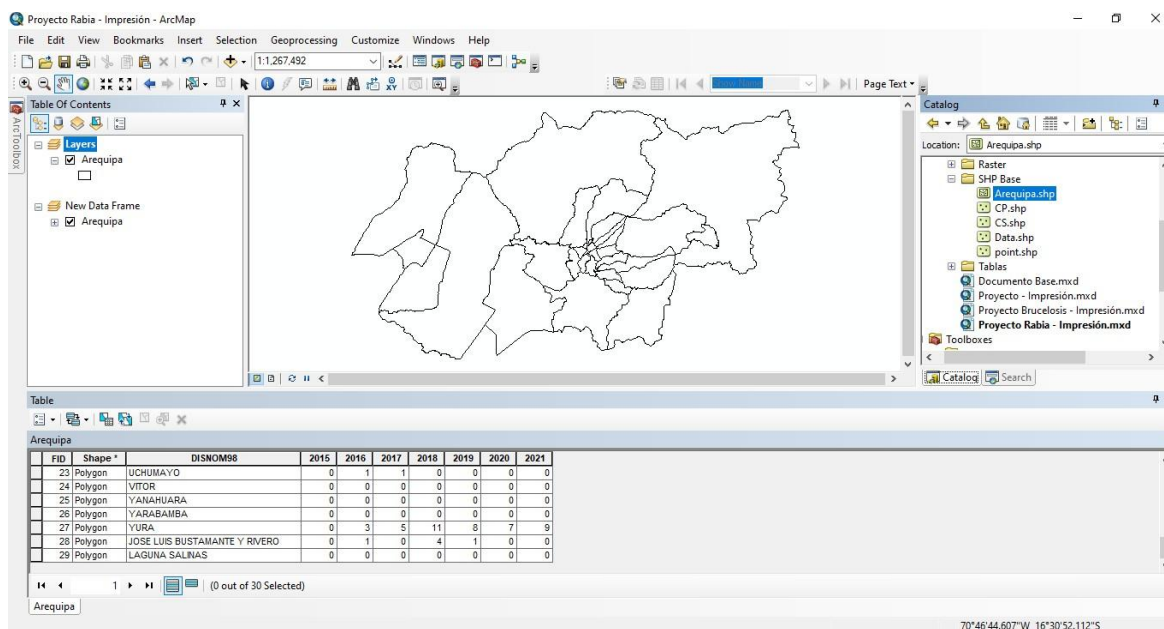 Proyecto Rabia - Impresión - ArcMap
File Edit View Bookmarks Insert Selection Geoprocessing Customize Windows Help
1:1,267,492
Page Text
Table Of Contents
Catalog
ArcToolbox
Layers
Arequipa
New Data Frame
Arequipa
Location: Arequipa.shp
Raster
SHP Base
Arequipa.shp
CP.shp
CS.shp
Data.shp
point.shp
Tablas
Documento Base.mxd
Proyecto - Impresión.mxd
Proyecto Brucelosis - Impresión.mxd
Proyecto Rabia - Impresión.mxd
Toolboxes
Catalog Search
Table
Arequipa
FID Shape * DISNOM98 2015 2016 2017 2018 2019 2020 2021
23 Polygon UCHUMAYO 0 1 1 0 0 0 0
24 Polygon VITOR 0 0 0 0 0 0 0
25 Polygon YANAHUARA 0 0 0 0 0 0 0
26 Polygon YARABAMBA 0 0 0 0 0 0 0
27 Polygon YURA 0 3 5 11 8 7 9
28 Polygon JOSE LUIS BUSTAMANTE Y RIVERO 0 1 0 4 1 0 0
29 Polygon LAGUNA SALINAS 0 0 0 0 0 0 0
1 (0 out of 30 Selected)
Arequipa
70°46'44.607"W 16°30'52.112"S